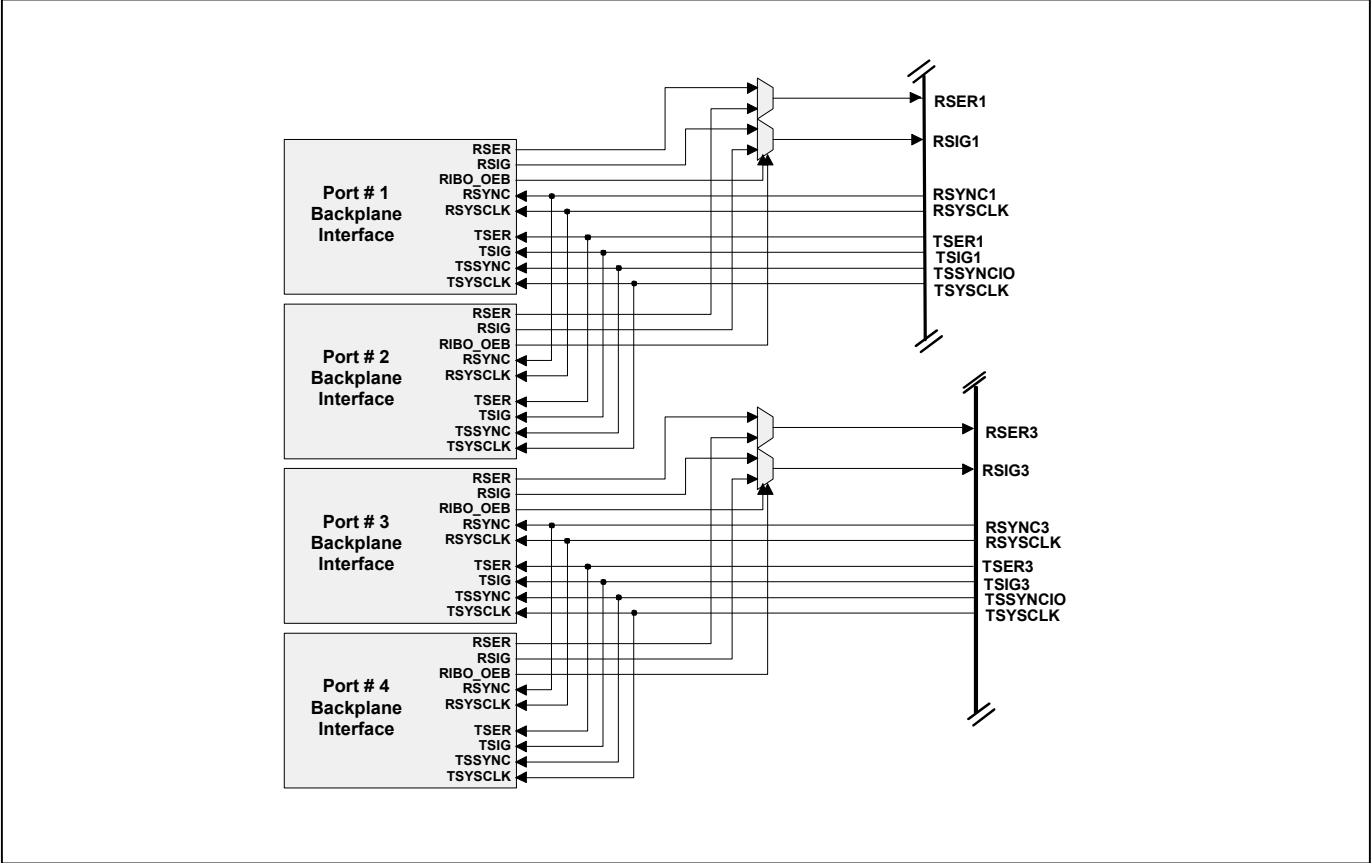 RSER1
RSIG1
Port # 1
Backplane
Interface
RSER
RSIG
RIBO_OEB
RSYNC
RSYSCLK
TSER
TSIG
TSSYNC
TSYSCLK
RSYNC1
RSYSCLK
TSER1
TSIG1
TSSYNCIO
TSYSCLK
Port # 2
Backplane
Interface
RSER
RSIG
RIBO_OEB
RSYNC
RSYSCLK
TSER
TSIG
TSSYNC
TSYSCLK
RSER3
RSIG3
Port # 3
Backplane
Interface
RSER
RSIG
RIBO_OEB
RSYNC
RSYSCLK
TSER
TSIG
TSSYNC
TSYSCLK
RSYNC3
RSYSCLK
TSER3
TSIG3
TSSYNCIO
TSYSCLK
Port # 4
Backplane
Interface
RSER
RSIG
RIBO_OEB
RSYNC
RSYSCLK
TSER
TSIG
TSSYNC
TSYSCLK